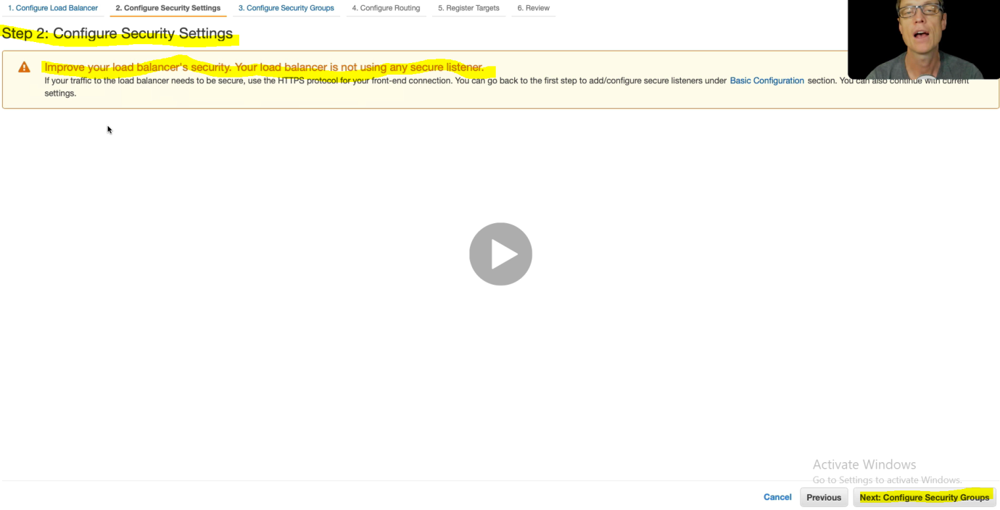 1. Configure Load Balancer 2. Configure Security Settings 3. Configure Security Groups 4. Configure Routing 5. Register Targets 6. Review
Step 2: Configure Security Settings
Improve your load balancer's security. Your load balancer is not using any secure listener.
If your traffic to the load balancer needs to be secure, use the HTTPS protocol for your front-end connection. You can go back to the first step to add/configure secure listeners under Basic Configuration section. You can also continue with current
settings.
Activate Windows
Go to Settings to activate Windows.
Cancel Previous Next: Configure Security Groups